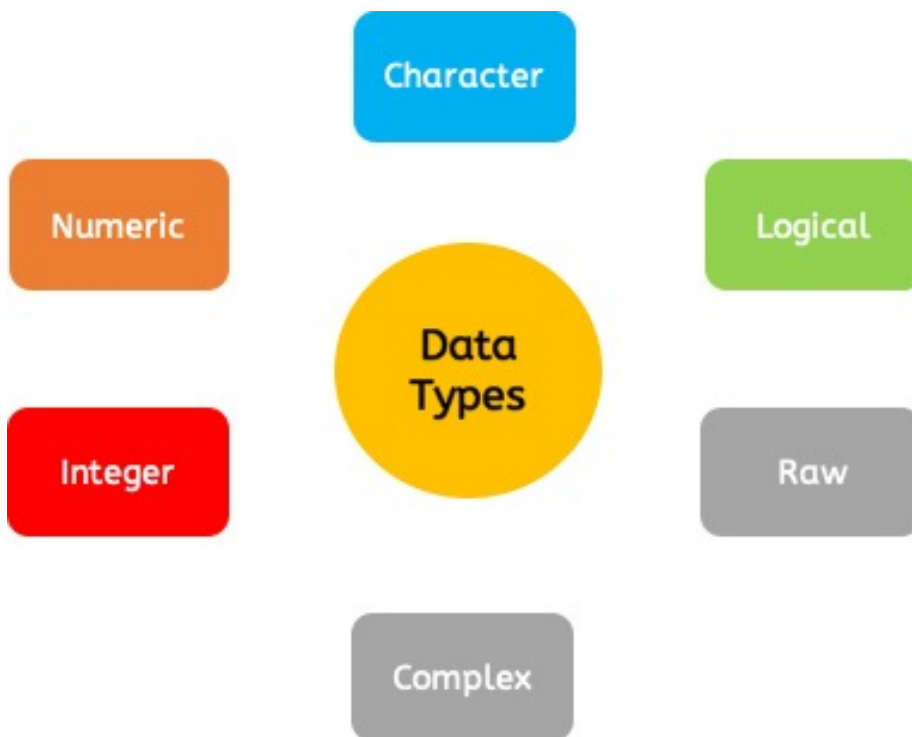 Character
Numeric
Logical
Data
Types
Integer
Raw
Complex